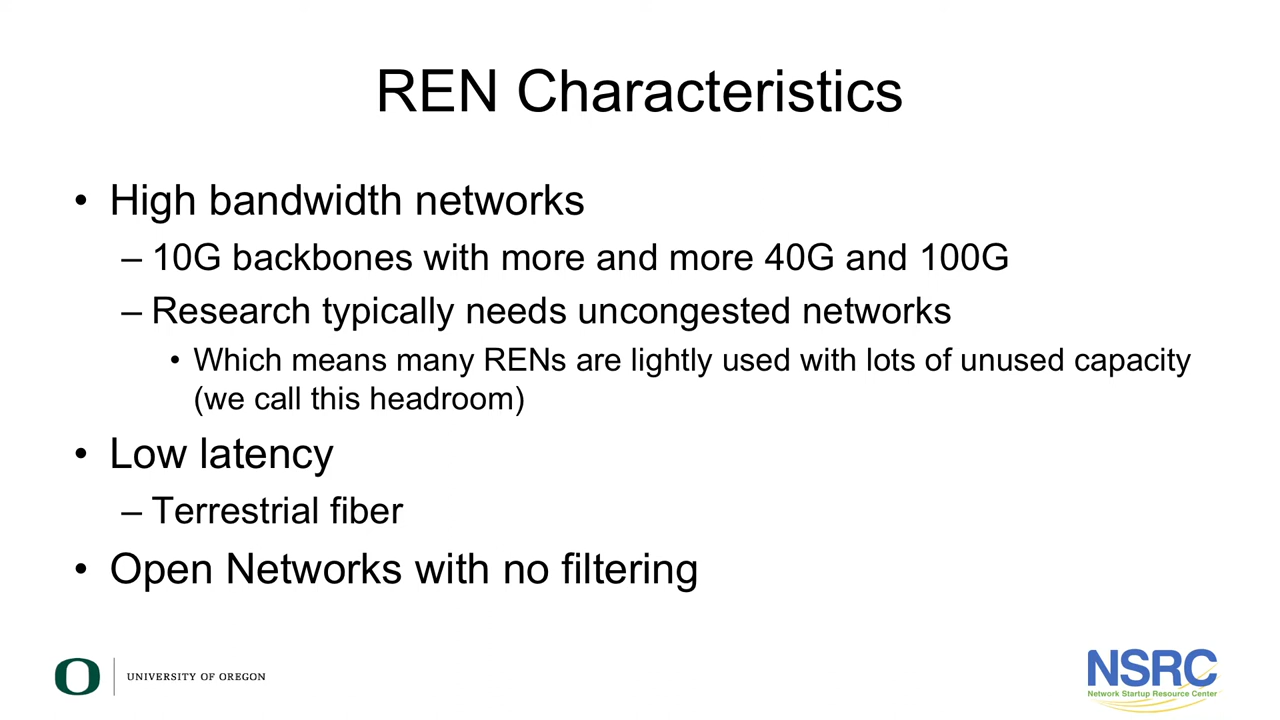 REN Characteristics
• High bandwidth networks
– 10G backbones with more and more 40G and 100G
– Research typically needs uncongested networks
• Which means many RENs are lightly used with lots of unused capacity
(we call this headroom)
• Low latency
– Terrestrial fiber
• Open Networks with no filtering
O UNIVERSITY OF OREGON
NSRC
Network Startup Resource Center